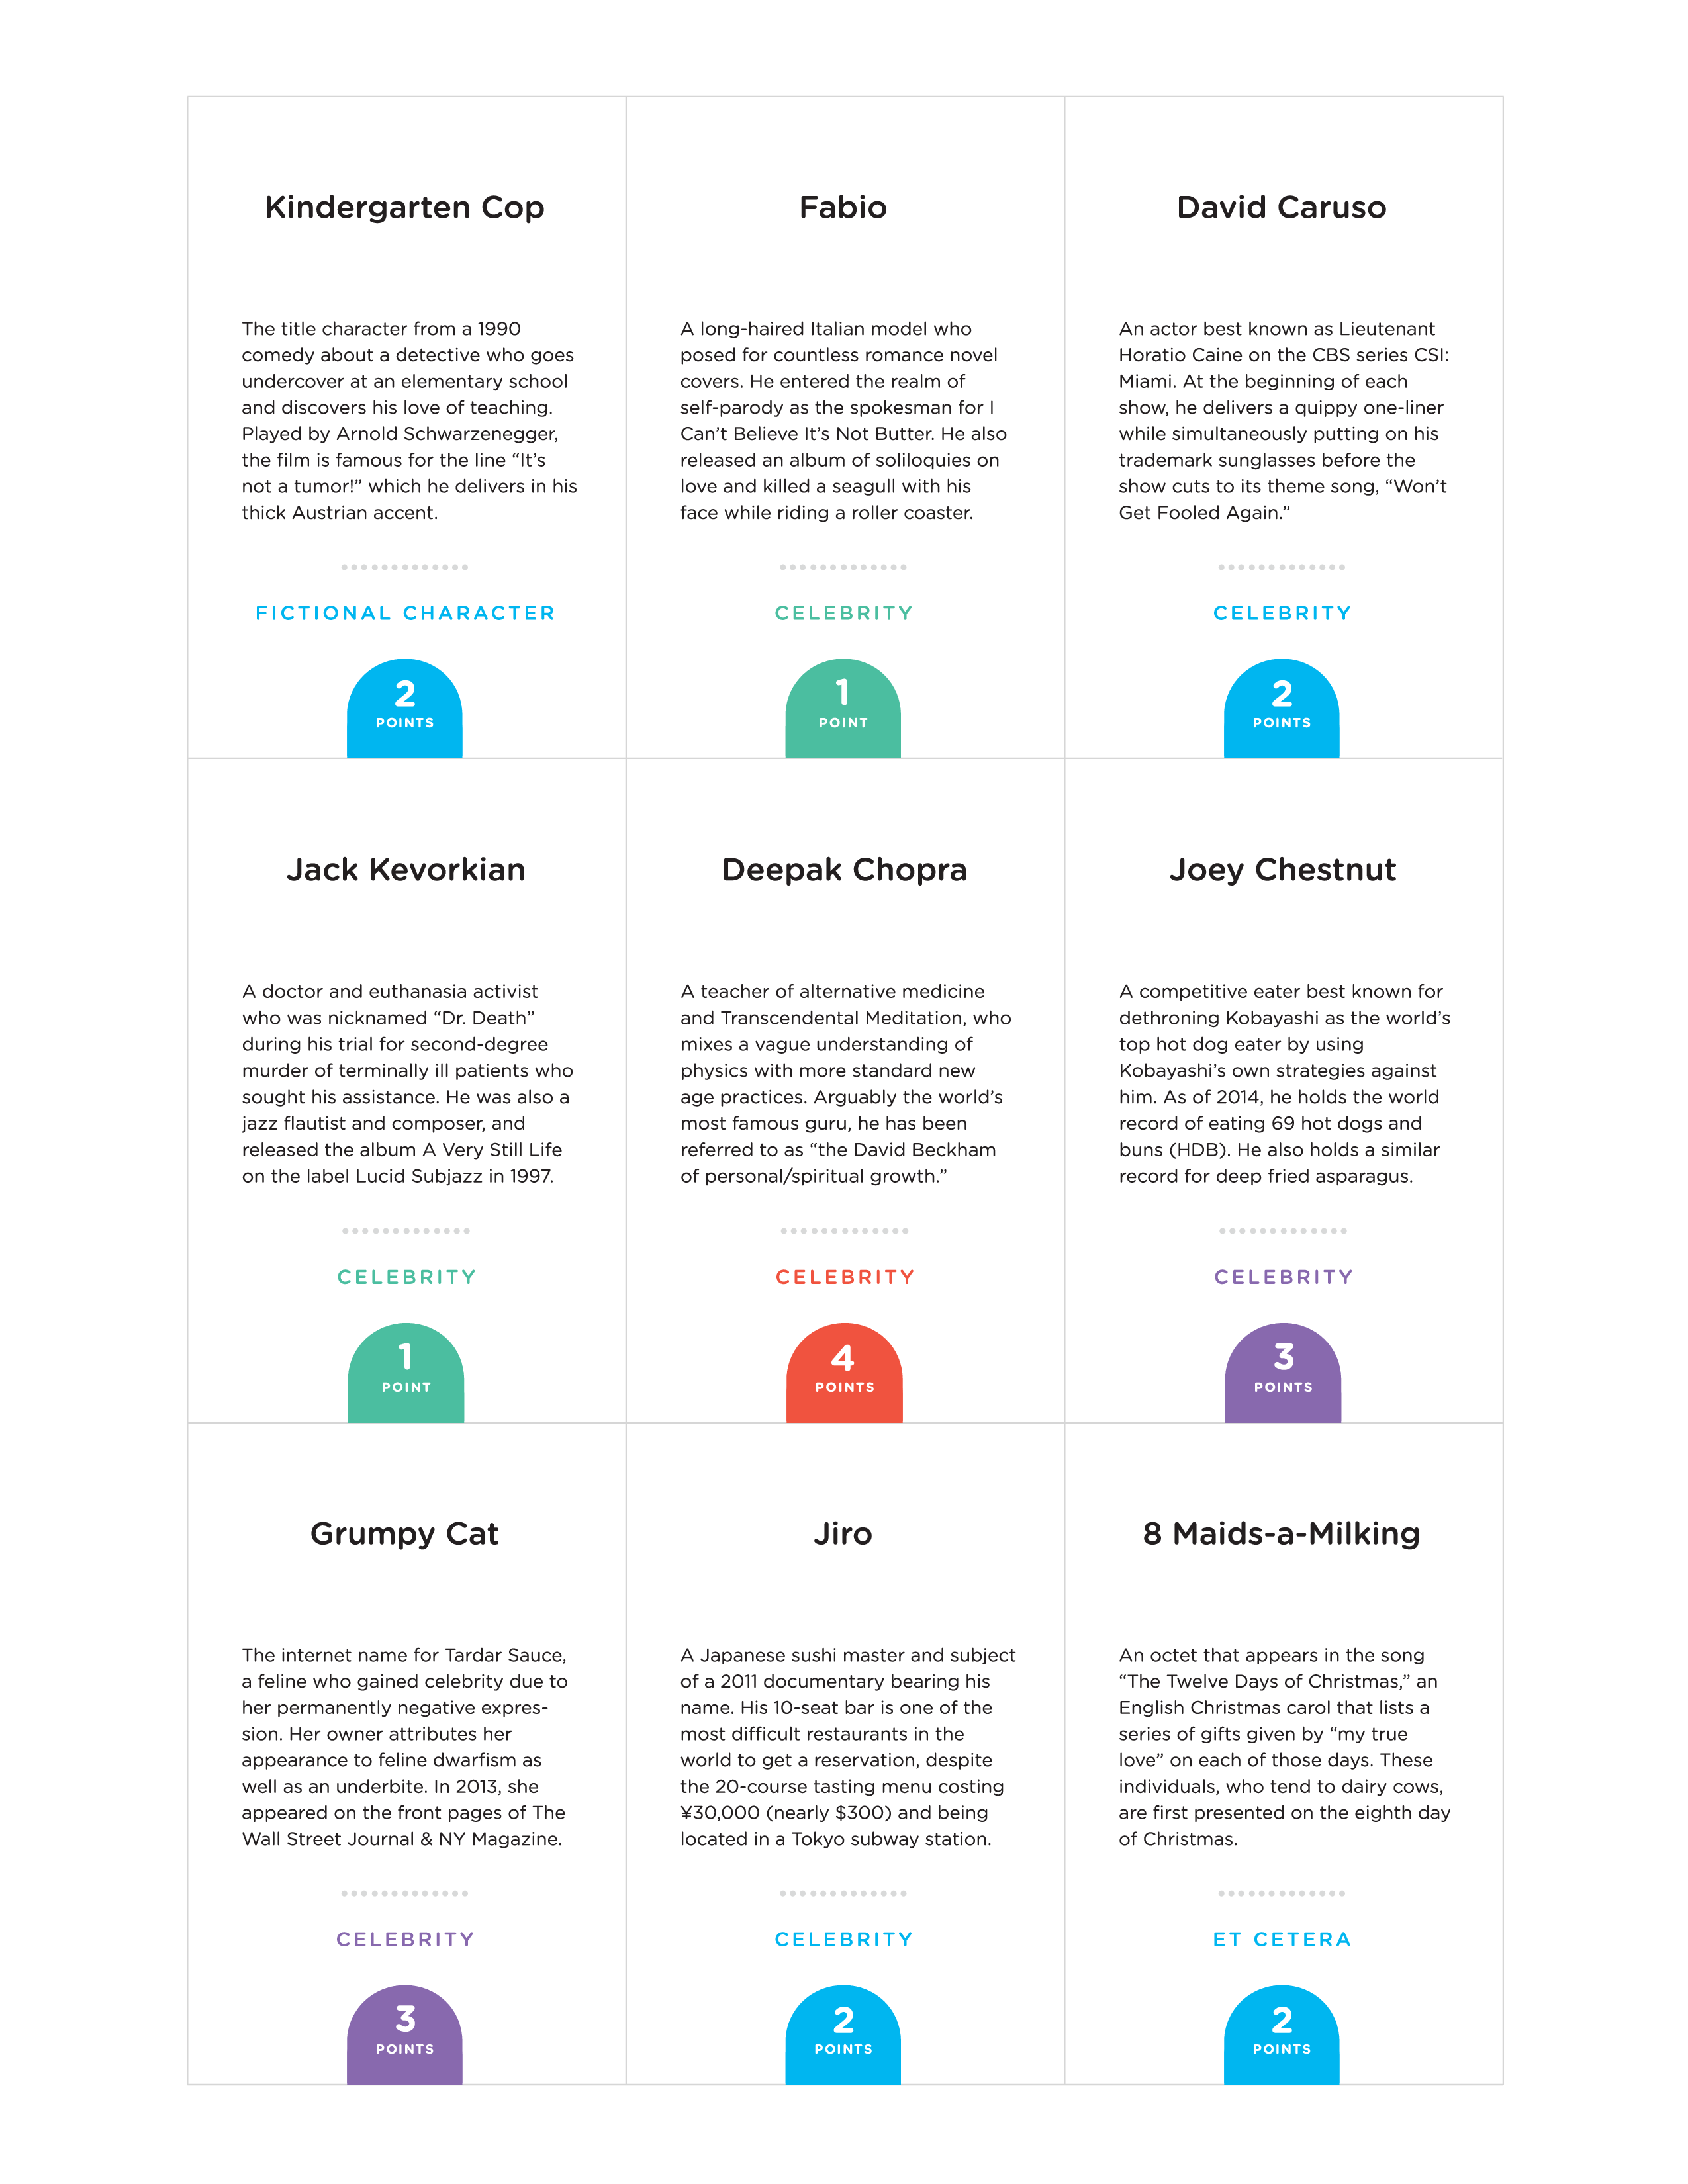 Kindergarten Cop
The title character from a 1990
comedy about a detective who goes
undercover at an elementary school
and discovers his love of teaching.
Played by Arnold Schwarzenegger,
the film is famous for the line “It’s
not a tumor!” which he delivers in his
thick Austrian accent.
FICTIONAL CHARACTER
2
POINTS
Fabio
A long-haired Italian model who
posed for countless romance novel
covers. He entered the realm of
self-parody as the spokesman for I
Can’t Believe It’s Not Butter. He also
released an album of soliloquies on
love and killed a seagull with his
face while riding a roller coaster.
CELEBRITY
1
POINT
David Caruso
An actor best known as Lieutenant
Horatio Caine on the CBS series CSI:
Miami. At the beginning of each
show, he delivers a quippy one-liner
while simultaneously putting on his
trademark sunglasses before the
show cuts to its theme song, “Won’t
Get Fooled Again.”
CELEBRITY
2
POINTS
Jack Kevorkian
A doctor and euthanasia activist
who was nicknamed “Dr. Death”
during his trial for second-degree
murder of terminally ill patients who
sought his assistance. He was also a
jazz flautist and composer, and
released the album A Very Still Life
on the label Lucid Subjazz in 1997.
CELEBRITY
1
POINT
Deepak Chopra
A teacher of alternative medicine
and Transcendental Meditation, who
mixes a vague understanding of
physics with more standard new
age practices. Arguably the world’s
most famous guru, he has been
referred to as “the David Beckham
of personal/spiritual growth.”
CELEBRITY
4
POINTS
Joey Chestnut
A competitive eater best known for
dethroning Kobayashi as the world’s
top hot dog eater by using
Kobayashi’s own strategies against
him. As of 2014, he holds the world
record of eating 69 hot dogs and
buns (HDB). He also holds a similar
record for deep fried asparagus.
CELEBRITY
3
POINTS
Grumpy Cat
The internet name for Tardar Sauce,
a feline who gained celebrity due to
her permanently negative expres-
sion. Her owner attributes her
appearance to feline dwarfism as
well as an underbite. In 2013, she
appeared on the front pages of The
Wall Street Journal & NY Magazine.
CELEBRITY
3
POINTS
Jiro
A Japanese sushi master and subject
of a 2011 documentary bearing his
name. His 10-seat bar is one of the
most difficult restaurants in the
world to get a reservation, despite
the 20-course tasting menu costing
¥30,000 (nearly $300) and being
located in a Tokyo subway station.
CELEBRITY
2
POINTS
8 Maids-a-Milking
An octet that appears in the song
“The Twelve Days of Christmas,” an
English Christmas carol that lists a
series of gifts given by “my true
love” on each of those days. These
individuals, who tend to dairy cows,
are first presented on the eighth day
of Christmas.
ET CETERA
2
POINTS